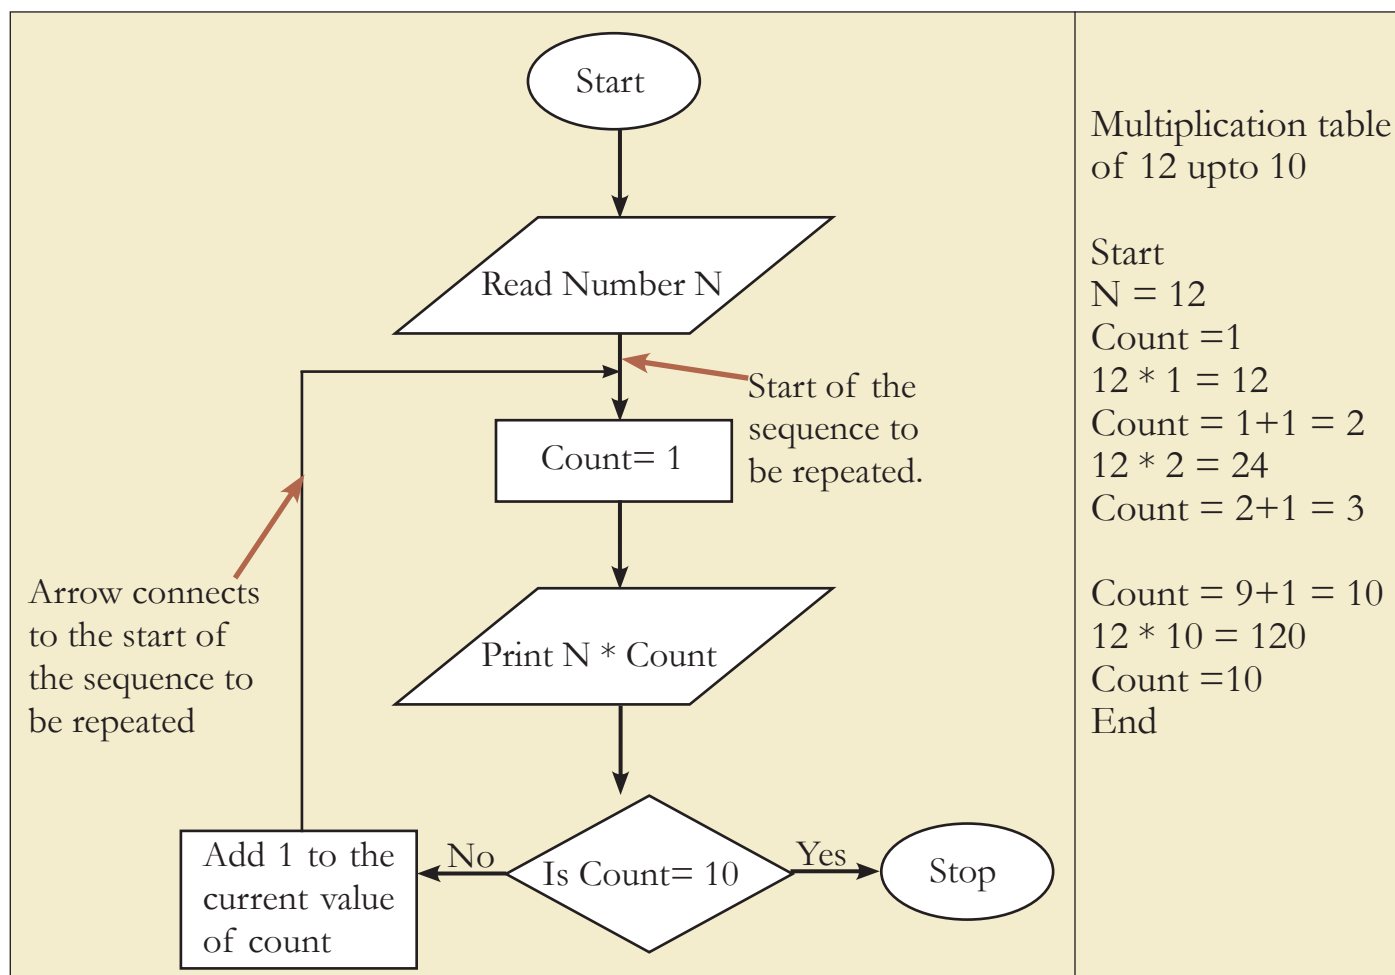 Start
Read Number N
Start of the
sequence to
be repeated.
Count= 1
Arrow connects
to the start of
the sequence to
be repeated
Print N * Count
Is Count= 10
No
Yes
Add 1 to the
current value
of count
Stop
Multiplication table
of 12 upto 10
Start
N = 12
Count =1
12 * 1 = 12
Count = 1+1 = 2
12 * 2 = 24
Count = 2+1 = 3
Count = 9+1 = 10
12 * 10 = 120
Count =10
End